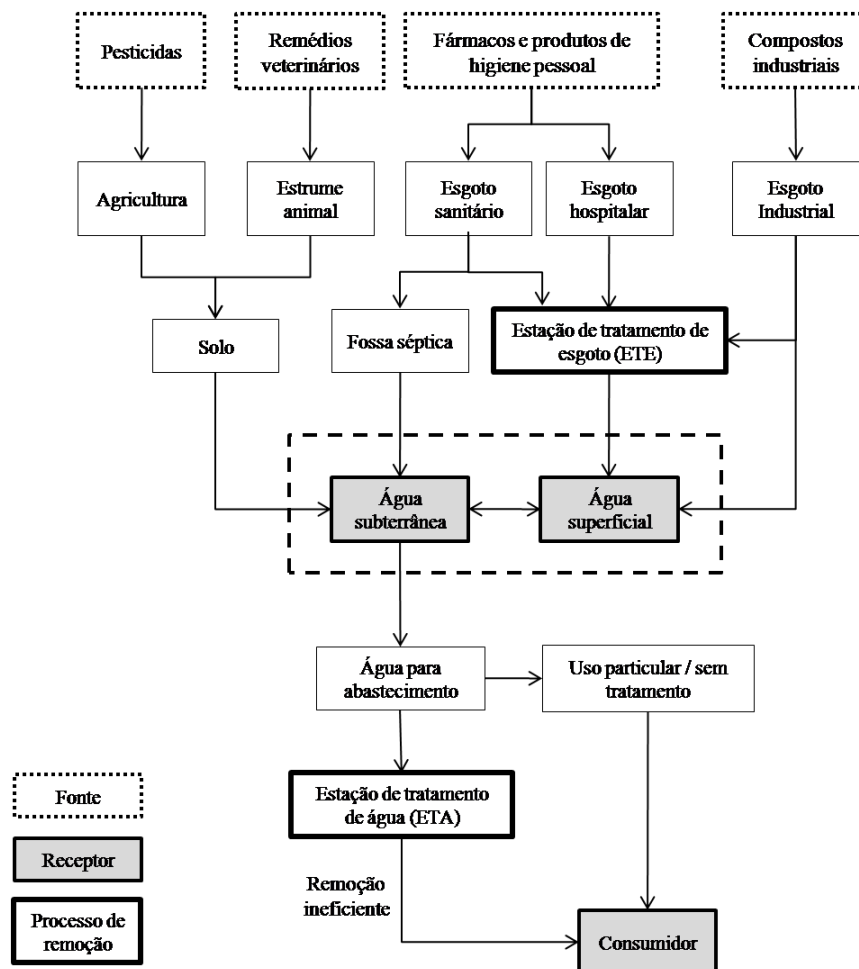 Pesticidas
Remédios
veterinários
Fármacos e produtos de
higiene pessoal
Compostos
industriais
Agricultura
Estrume
animal
Esgoto
sanitário
Esgoto
hospitalar
Esgoto
Industrial
Solo
Fossa séptica
Estação de tratamento de
esgoto (ETE)
Água
subterrânea
Água
superficial
Água para
abastecimento
Uso particular / sem
tratamento
Estação de tratamento
de água (ETA)
Remoção
ineficiente
Consumidor
Fonte
Receptor
Processo de
remoção